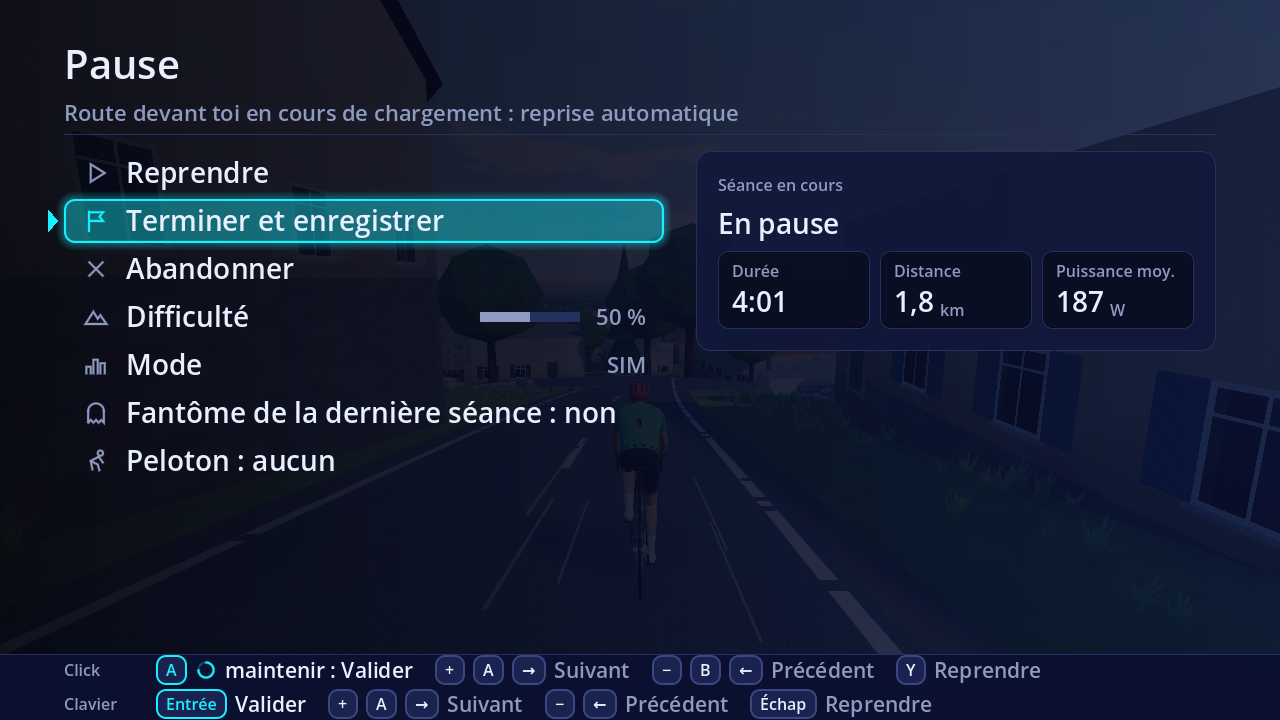 Pause
Route devant toi en cours de chargement : reprise automatique
Reprendre
Terminer et enregistrer
Abandonner
Difficulté 50 %
Mode SIM
Fantôme de la dernière séance : non
Peloton : aucun
Séance en cours
En pause
Durée Distance Puissance moy.
4:01 1,8 km 187 W
Click A maintenir : Valider + A → Suivant − B ← Précédent Y Reprendre
Clavier Entrée Valider + A → Suivant − ← Précédent Échap Reprendre